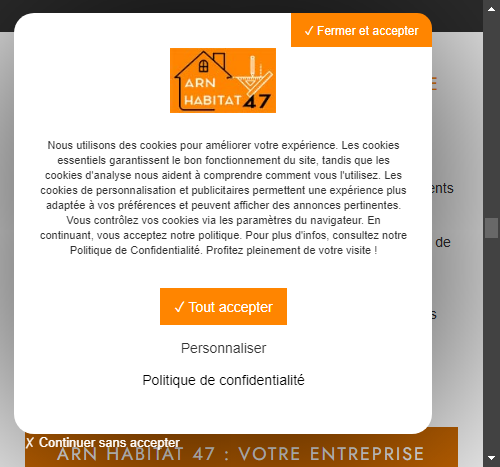 ✓ Fermer et accepter
E
ARN
HABITAT 47
Nous utilisons des cookies pour améliorer votre expérience. Les cookies
essentiels garantissent le bon fonctionnement du site, tandis que les
cookies d'analyse nous aident à comprendre comment vous l'utilisez. Les
cookies de personnalisation et publicitaires permettent une expérience plus
adaptée à vos préférences et peuvent afficher des annonces pertinentes.
Vous contrôlez vos cookies via les paramètres du navigateur. En
continuant, vous acceptez notre politique. Pour plus d'infos, consultez notre
Politique de Confidentialité. Profitez pleinement de votre visite !
ents
de
s
✓ Tout accepter
Personnaliser
Politique de confidentialité
✗ Continuer sans accepter
ARN HABITAT 47 : VOTRE ENTREPRISE